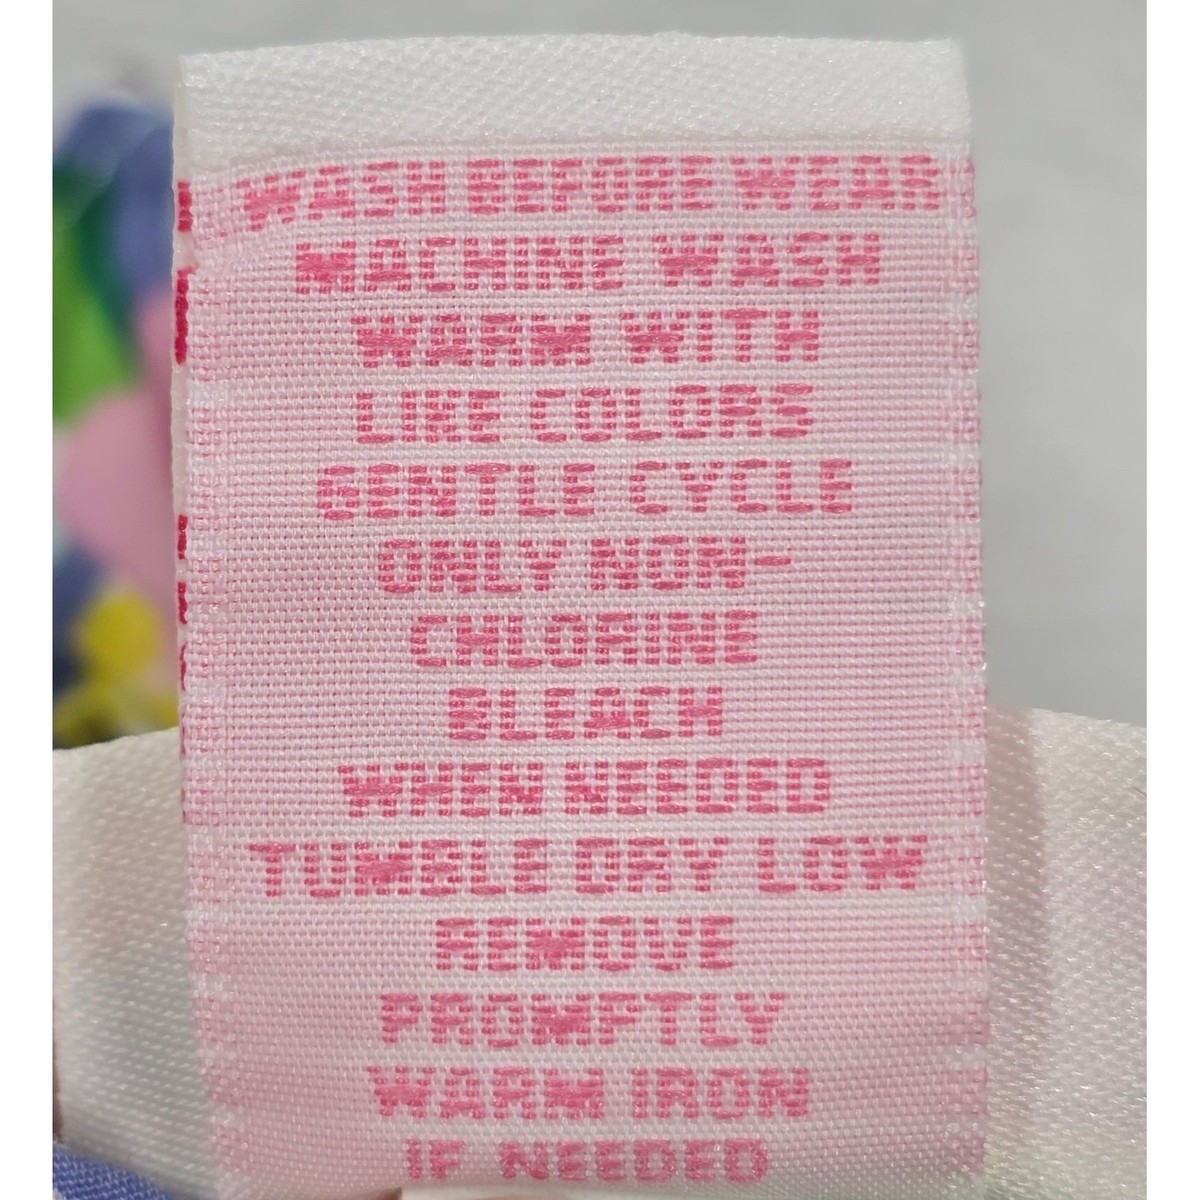 WASH BEFORE WEAR
MACHINE WASH
WARM WITH
LIKE COLORS
GENTLE CYCLE
ONLY NON-
CHLORINE
BLEACH
WHEN NEEDED
TUMBLE DRY LOW
REMOVE
PROMPTLY
WARM IRON
IF NEEDED